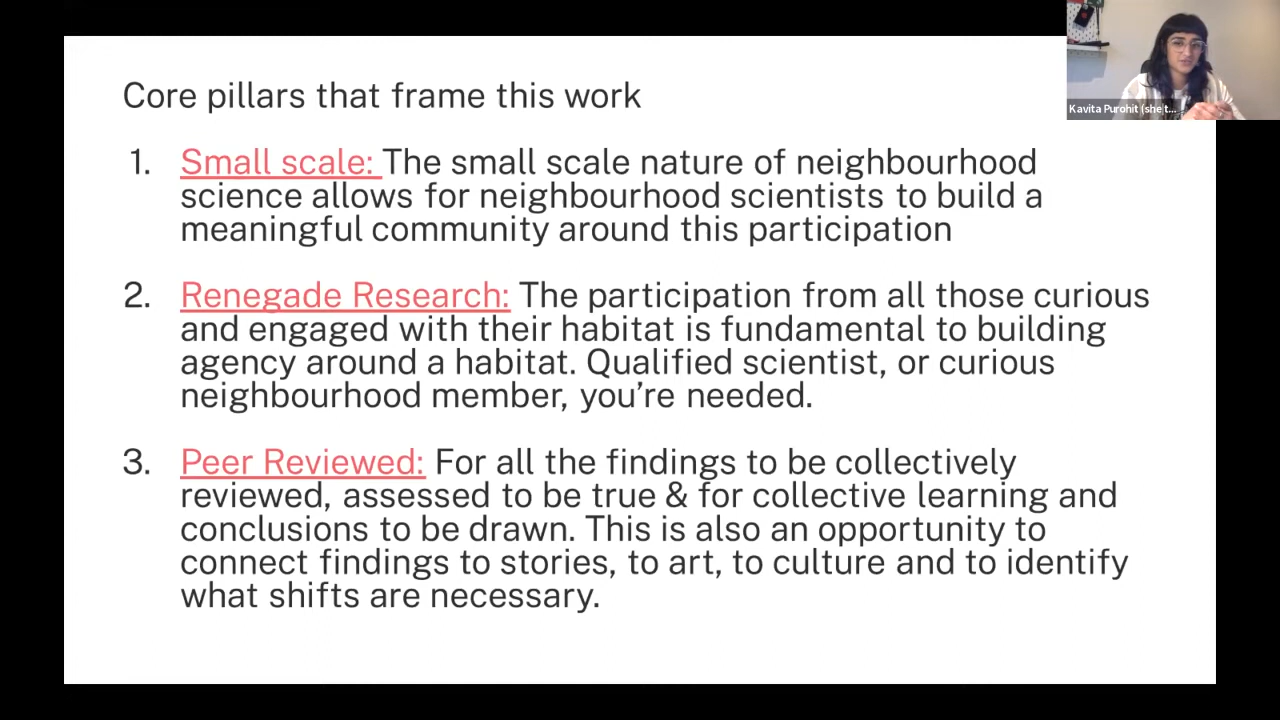 Core pillars that frame this work
1. Small scale: The small scale nature of neighbourhood
science allows for neighbourhood scientists to build a
meaningful community around this participation
2. Renegade Research: The participation from all those curious
and engaged with their habitat is fundamental to building
agency around a habitat. Qualified scientist, or curious
neighbourhood member, you’re needed.
3. Peer Reviewed: For all the findings to be collectively
reviewed, assessed to be true & for collective learning and
conclusions to be drawn. This is also an opportunity to
connect findings to stories, to art, to culture and to identify
what shifts are necessary.
Kavita Purohit (she t...